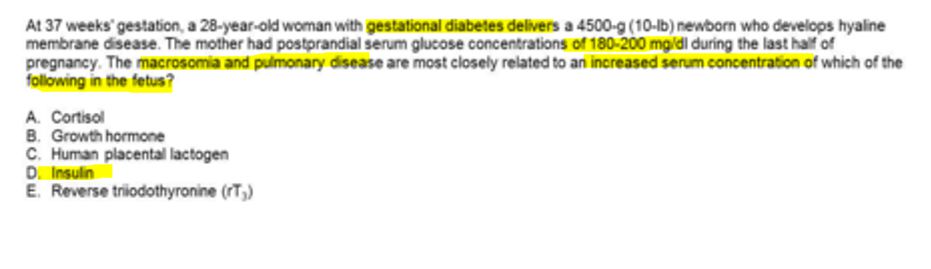 At 37 weeks' gestation, a 28-year-old woman with gestational diabetes delivers a 4500-g (10-lb) newborn who develops hyaline
membrane disease. The mother had postprandial serum glucose concentrations of 180-200 mg/dl during the last half of
pregnancy. The macrosomia and pulmonary disease are most closely related to an increased serum concentration of which of the
following in the fetus?
A. Cortisol
B. Growth hormone
C. Human placental lactogen
D. Insulin
E. Reverse triiodothyronine (rT₃)